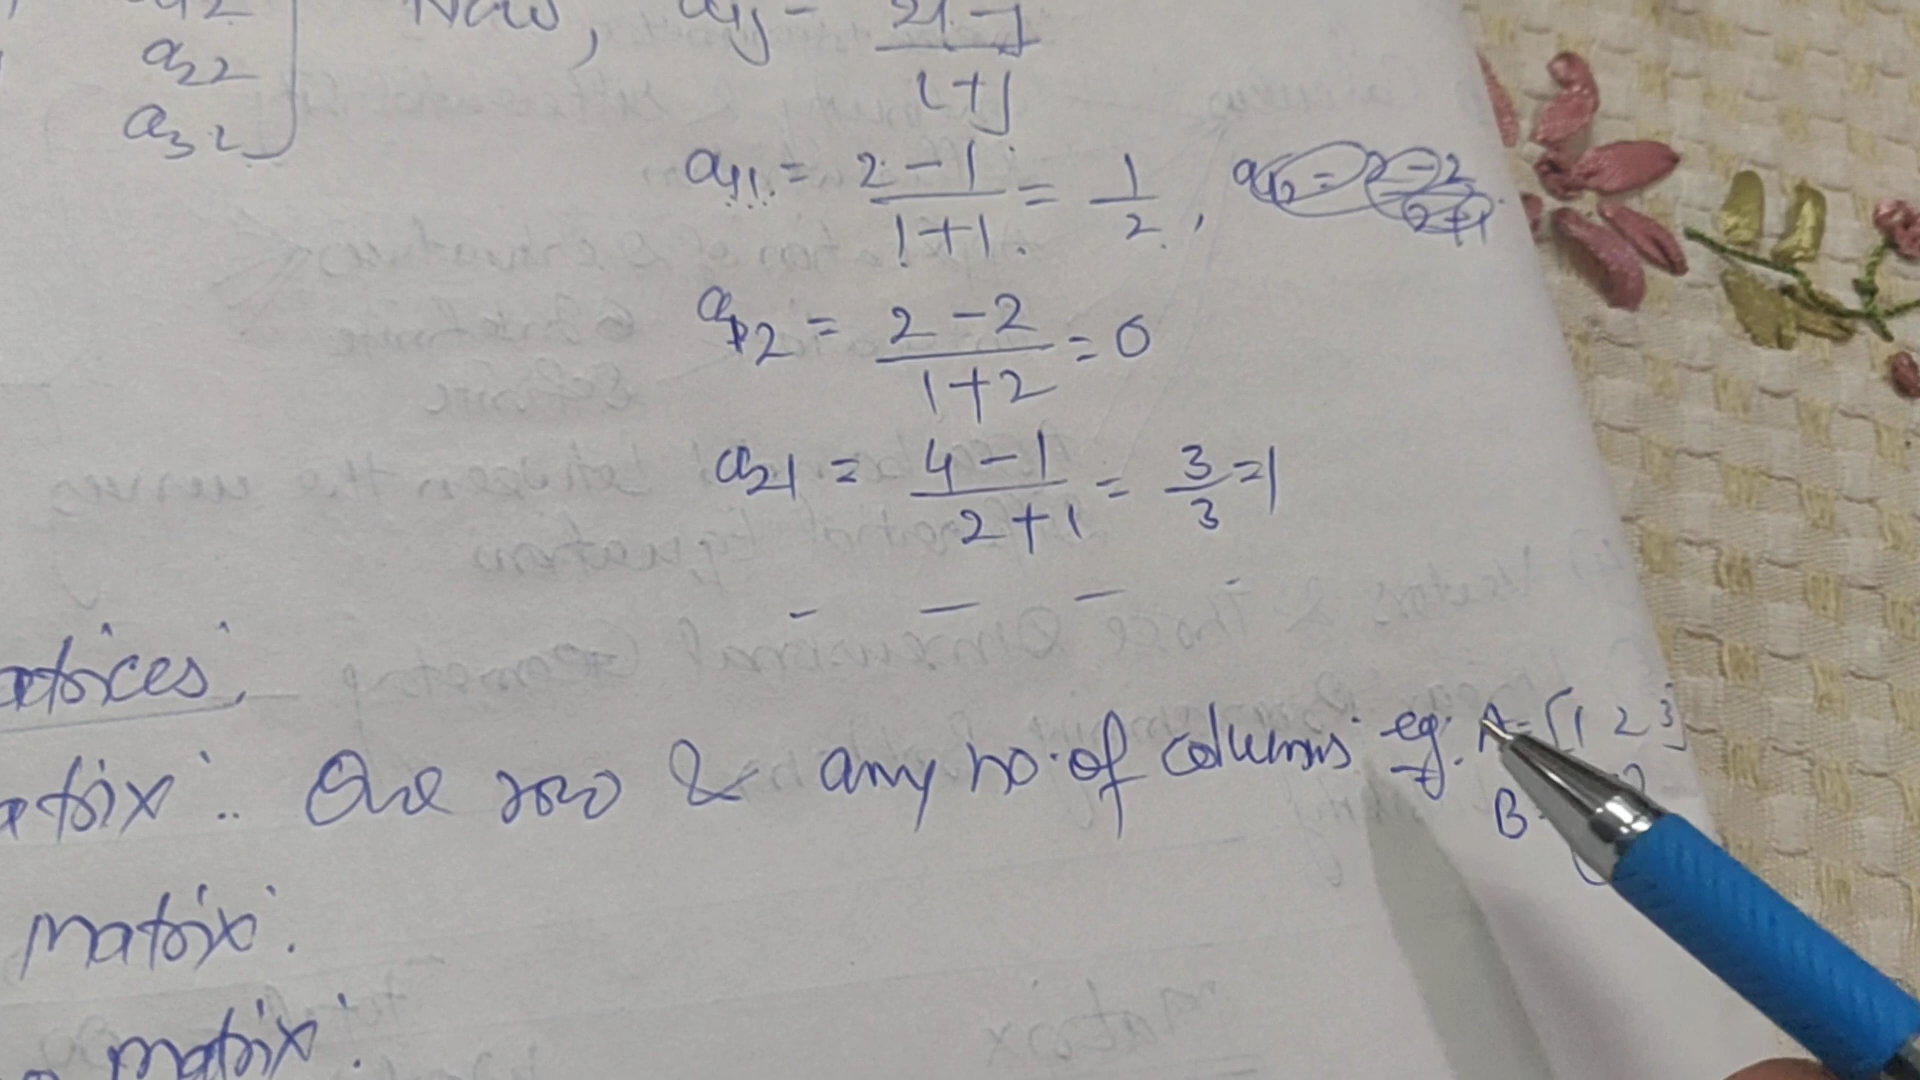 a22
a32
Now, aij = 2i-j / i+j
a11 = 2-1 / 1+1 = 1/2,
a12 = 2-2 / 1+2 = 0
a21 = 4-1 / 2+1 = 3/3 = 1
- - - -
atrices.
atrix: One row & any no. of columns. eg. A = [1 2 3]
B
matrix.
matrix.